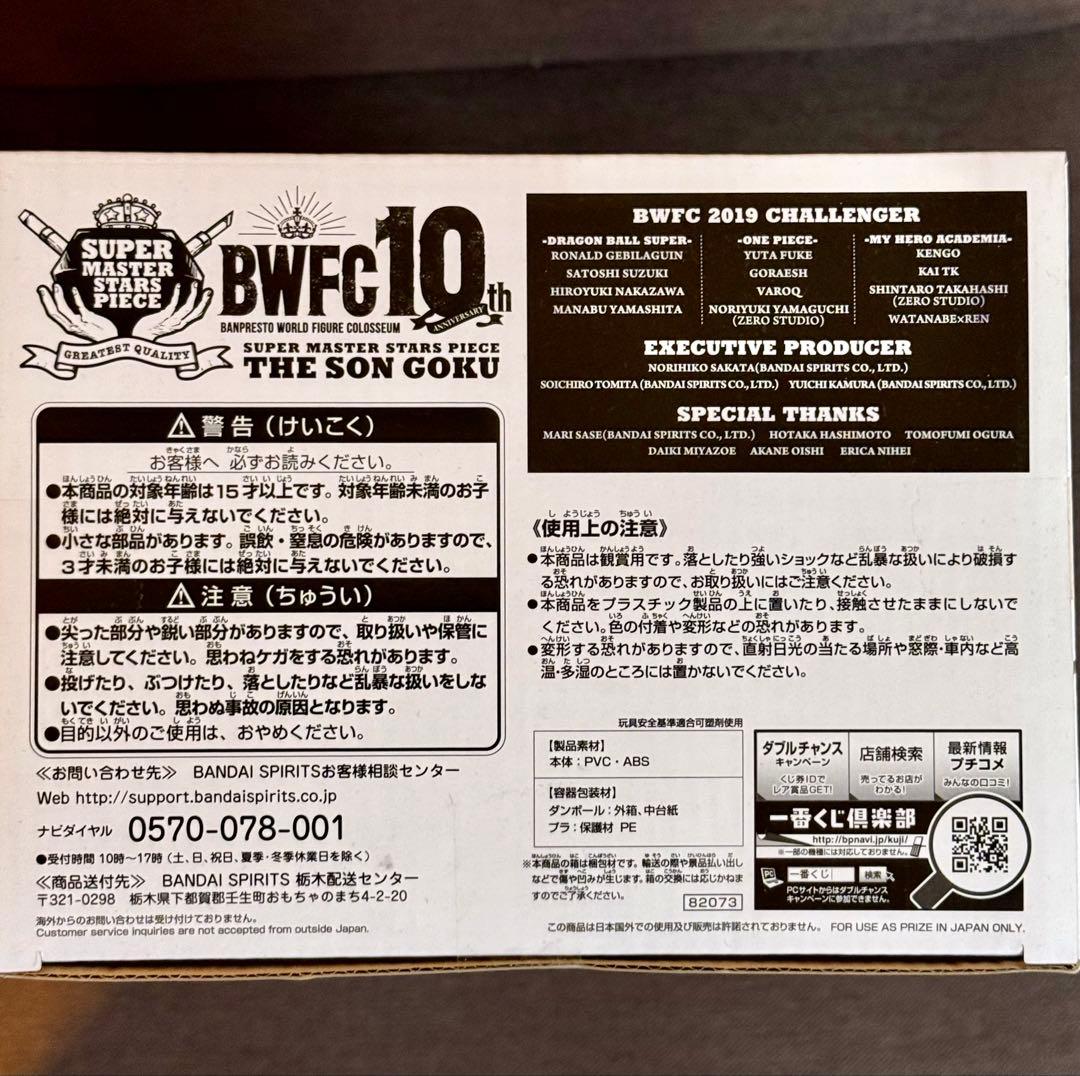 SUPER
MASTER
STARS
PIECE
GREATEST QUALITY
BWFC10th
ANNIVERSARY
BANPRESTO WORLD FIGURE COLOSSEUM
SUPER MASTER STARS PIECE
THE SON GOKU
BWFC 2019 CHALLENGER
-DRAGON BALL SUPER-
RONALD GEBILAGUIN
SATOSHI SUZUKI
HIROYUKI NAKAZAWA
MANABU YAMASHITA
-ONE PIECE-
YUTA FUKE
GORAESH
VAROQ
NORIYUKI YAMAGUCHI
(ZERO STUDIO)
-MY HERO ACADEMIA-
KENGO
KAI TK
SHINTARO TAKAHASHI
(ZERO STUDIO)
WATANABE×REN
EXECUTIVE PRODUCER
NORIHIKO SAKATA(BANDAI SPIRITS CO., LTD.)
SOICHIRO TOMITA (BANDAI SPIRITS CO., LTD.) YUICHI KAMURA (BANDAI SPIRITS CO., LTD.)
SPECIAL THANKS
MARI SASE(BANDAI SPIRITS CO., LTD.) HOTAKA HASHIMOTO TOMOFUMI OGURA
DAIKI MIYAZOE AKANE OISHI ERICA NIHEI
警告(けいこく)
お客様へ 必ずお読みください。
●本商品の対象年齢は15才以上です。対象年齢未満のお子
様には絶対に与えないでください。
●小さな部品があります。誤飲・窒息の危険がありますので、
3才未満のお子様には絶対に与えないでください。
注意(ちゅうい)
●尖った部分や鋭い部分がありますので、取り扱いや保管に
注意してください。思わぬケガをする恐れがあります。
●投げたり、ぶつけたり、落としたりなど乱暴な扱いをしな
いでください。思わぬ事故の原因となります。
●目的以外のご使用は、おやめください。
≪お問い合わせ先≫ BANDAI SPIRITSお客様相談センター
Web http://support.bandaispirits.co.jp
ナビダイヤル 0570-078-001
●受付時間 10時〜17時(土、日、祝日、夏季・冬季休業日を除く)
≪商品送付先≫ BANDAI SPIRITS 栃木配送センター
〒321-0298 栃木県下都賀郡壬生町おもちゃのまち4-2-20
海外からのお問い合わせは受け付けておりません。
Customer service inquiries are not accepted from outside Japan.
《使用上の注意》
●本商品は観賞用です。落としたり強いショックなど乱暴な扱いにより破損す
る恐れがありますので、お取り扱いにはご注意ください。
●本商品をプラスチック製品の上に置いたり、接触させたままにしないで
ください。色の付着や変形などの恐れがあります。
●変形する恐れがありますので、直射日光の当たる場所や窓際・車内など高
温・多湿のところには置かないでください。
玩具安全基準適合可塑剤使用
【製品素材】
本体:PVC・ABS
【容器包装材】
ダンボール:外箱、中台紙
プラ:保護材 PE
※本商品の箱は梱包材です。輸送の際や景品払い出し
などで傷や凹みが生じます。箱の交換には応じかねま
すのでご了承ください。
82073
ダブルチャンス
キャンペーン
くじ券IDで
レア賞品GET!
店舗検索
売ってるお店が
わかる!
最新情報
プチコメ
みんなの口コミ!
一番くじ倶楽部
http://bpnavi.jp/kuji/
※一部の機種には対応しておりません。
PC 一番くじ 検索
PCサイトからはダブルチャンス
キャンペーンに参加できません。
この商品は日本国外での使用及び販売は許諾されておりません。 FOR USE AS PRIZE IN JAPAN ONLY.